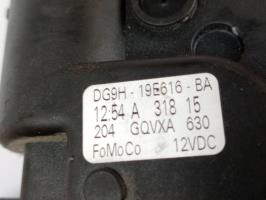 DG9H - 19E616 - BA
12:54 A 318 15
204 GQVXA 630
FoMoCo 12VDC